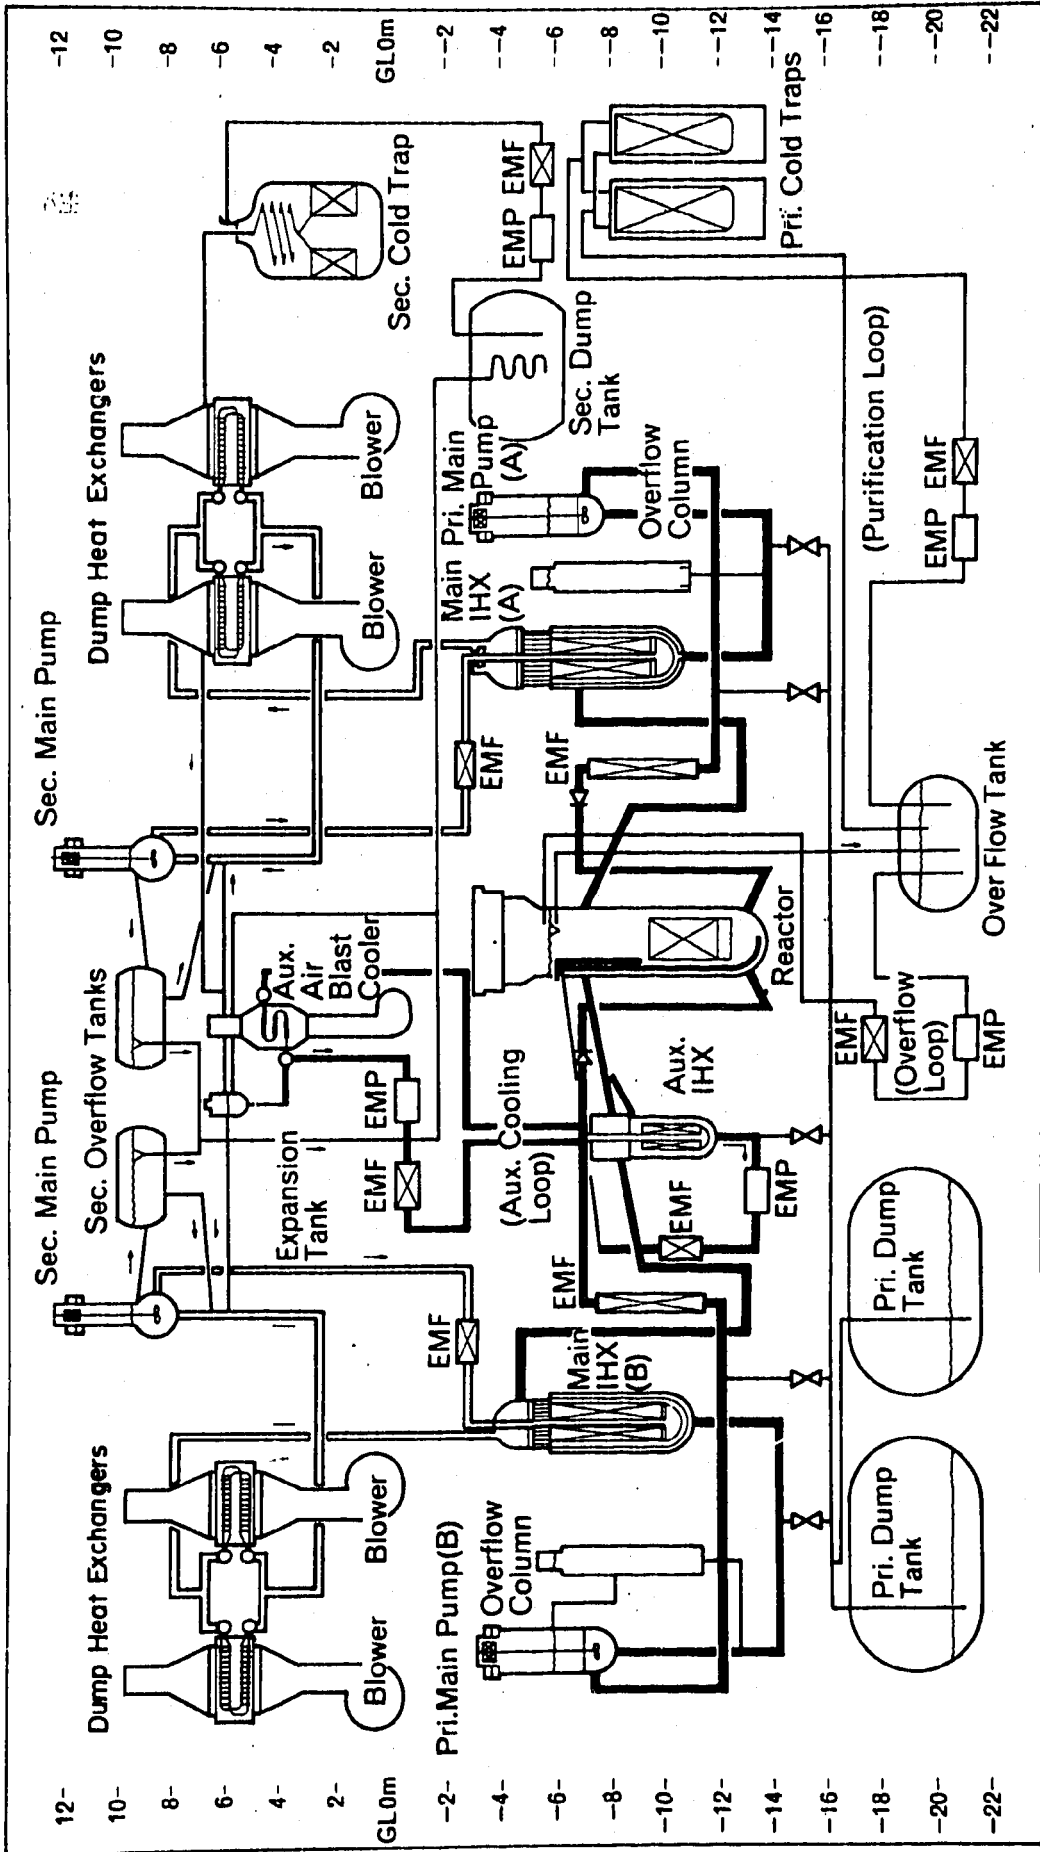 12-
10-
8-
6-
4-
2-
GL0m
-2-
-4-
-6-
-8-
-10-
-12-
-14-
-16-
-18-
-20-
-22-
Dump Heat Exchangers
Blower
Blower
Sec. Main Pump
Sec. Overflow Tanks
Sec. Main Pump
Dump Heat Exchangers
Blower
Blower
Sec. Cold Trap
Expansion
Tank
Aux.
Air
Blast
Cooler
EMF
EMP
(Aux. Cooling
Loop)
EMF
EMF
EMP
EMF
Pri.Main Pump(B)
Overflow
Column
Main
IHX
(B)
EMF
Aux.
IHX
EMF
EMP
Reactor
EMF
Main
IHX
(A)
Pri. Main
Pump
(A)
Overflow
Column
Sec. Dump
Tank
Pri. Cold Traps
Pri. Dump
Tank
Pri. Dump
Tank
EMF
(Overflow
Loop)
EMP
Over Flow Tank
(Purification Loop)
EMP
EMF
-12
-10
-8
-6
-4
-2
GL0m
--2
--4
--6
--8
--10
--12
--14
--16
--18
--20
--22